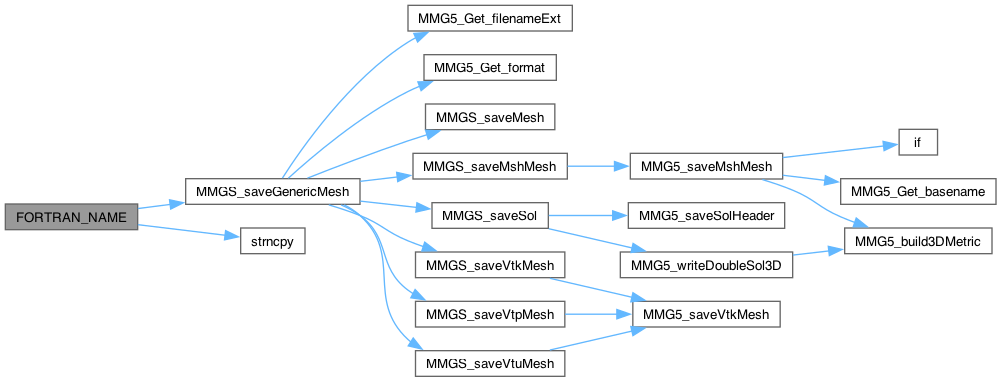 MMG5_Get_filenameExt
MMG5_Get_format
MMGS_saveMesh
if
MMGS_saveMshMesh
MMG5_saveMshMesh
MMGS_saveGenericMesh
MMG5_Get_basename
FORTRAN_NAME
MMGS_saveSol
MMG5_saveSolHeader
strncpy
MMG5_build3DMetric
MMGS_saveVtkMesh
MMG5_writeDoubleSol3D
MMGS_saveVtpMesh
MMG5_saveVtkMesh
MMGS_saveVtuMesh